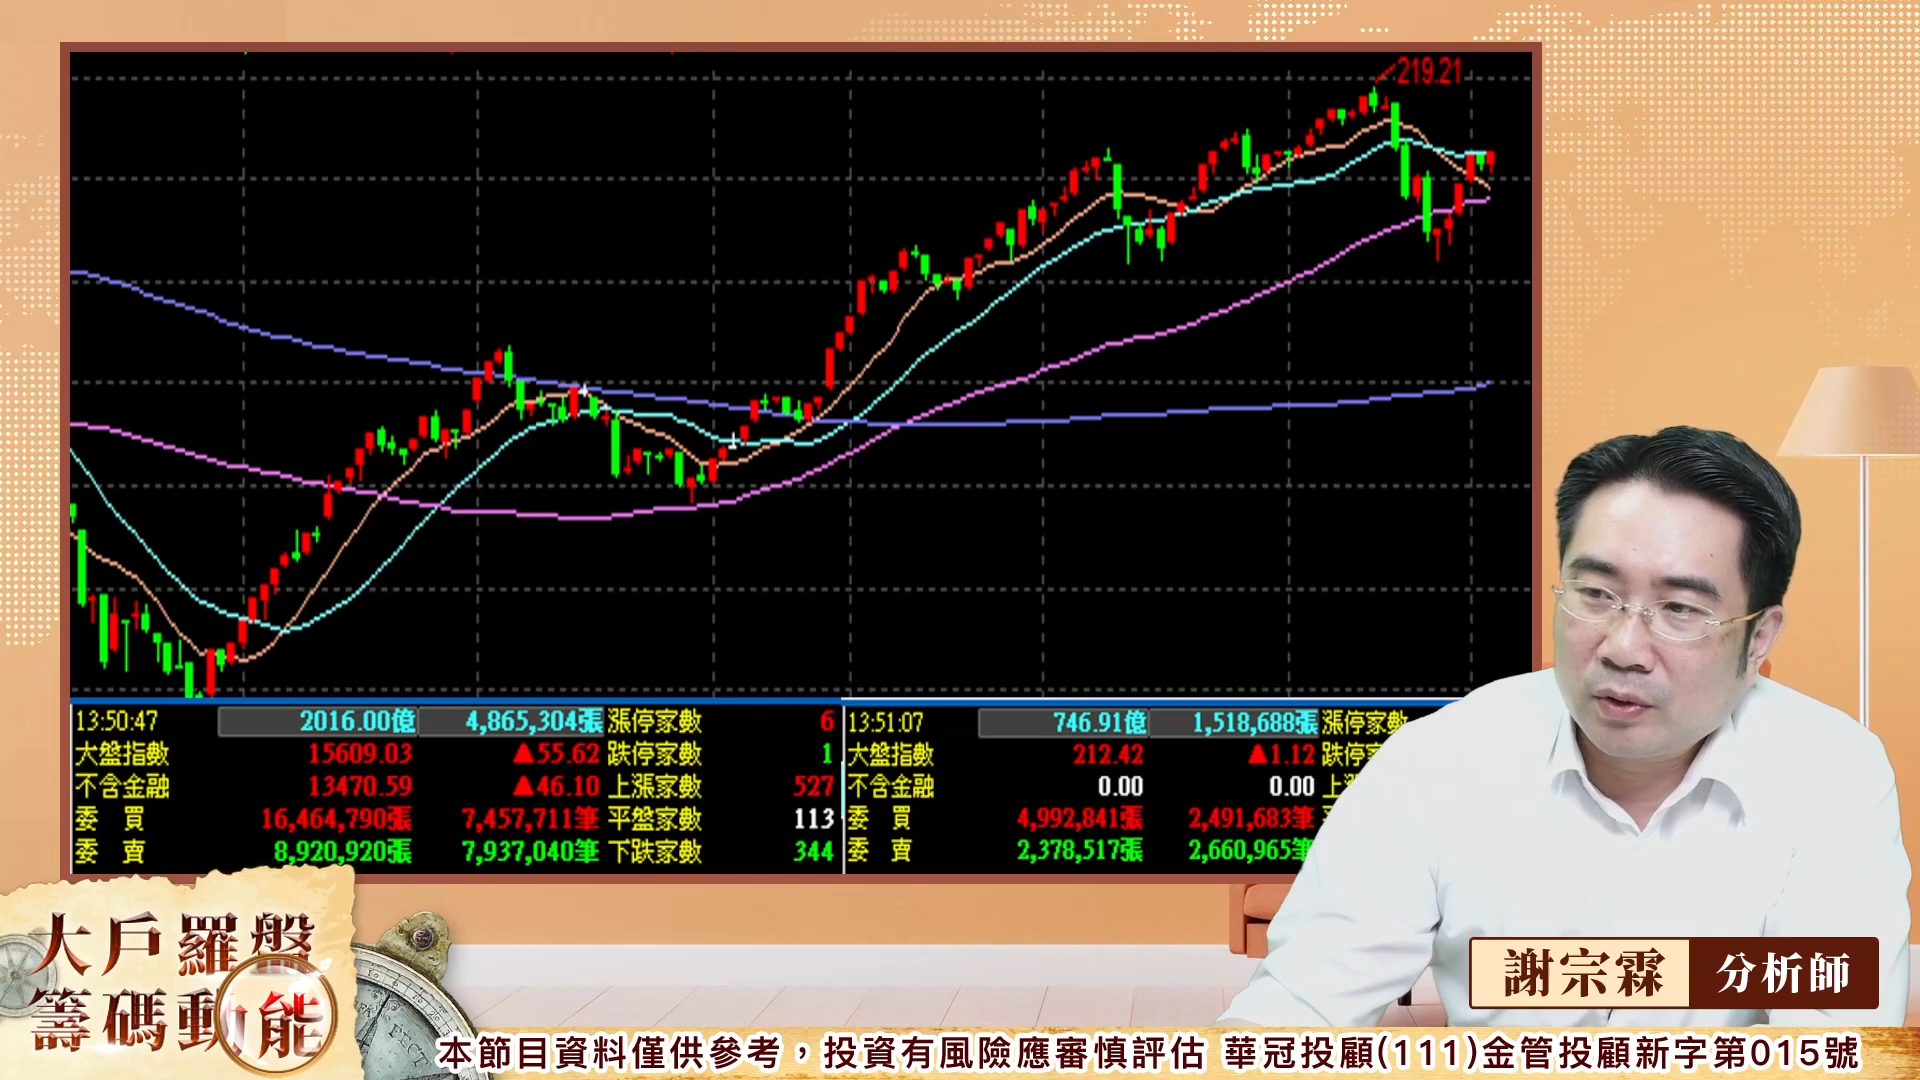 219.21
13:50:47 2016.00億 4,865,304張 漲停家數 6
大盤指數 15609.03 ▲55.62 跌停家數 1
不含金融 13470.59 ▲46.10 上漲家數 527
委 買 16,464,790張 7,457,711筆 平盤家數 113
委 賣 8,920,920張 7,937,040筆 下跌家數 344
13:51:07 746.91億 1,518,688張 漲停家數
大盤指數 212.42 ▲1.12 跌停家
不含金融 0.00 0.00 上
委 買 4,992,841張 2,491,683筆
委 賣 2,378,517張 2,660,965筆
大戶羅盤
籌碼動能
謝宗霖 分析師
本節目資料僅供參考，投資有風險應審慎評估 華冠投顧(111)金管投顧新字第015號